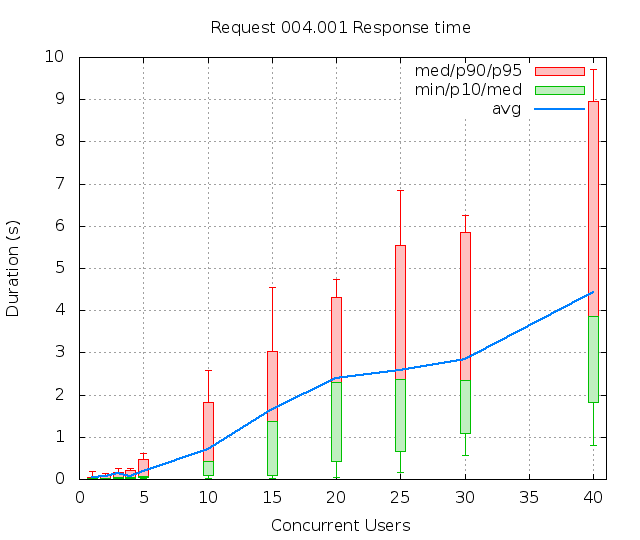 Request 004.001 Response time
10
9
8
7
6
5
4
3
2
1
0
Duration (s)
med/p90/p95
min/p10/med
avg
0 5 10 15 20 25 30 35 40
Concurrent Users